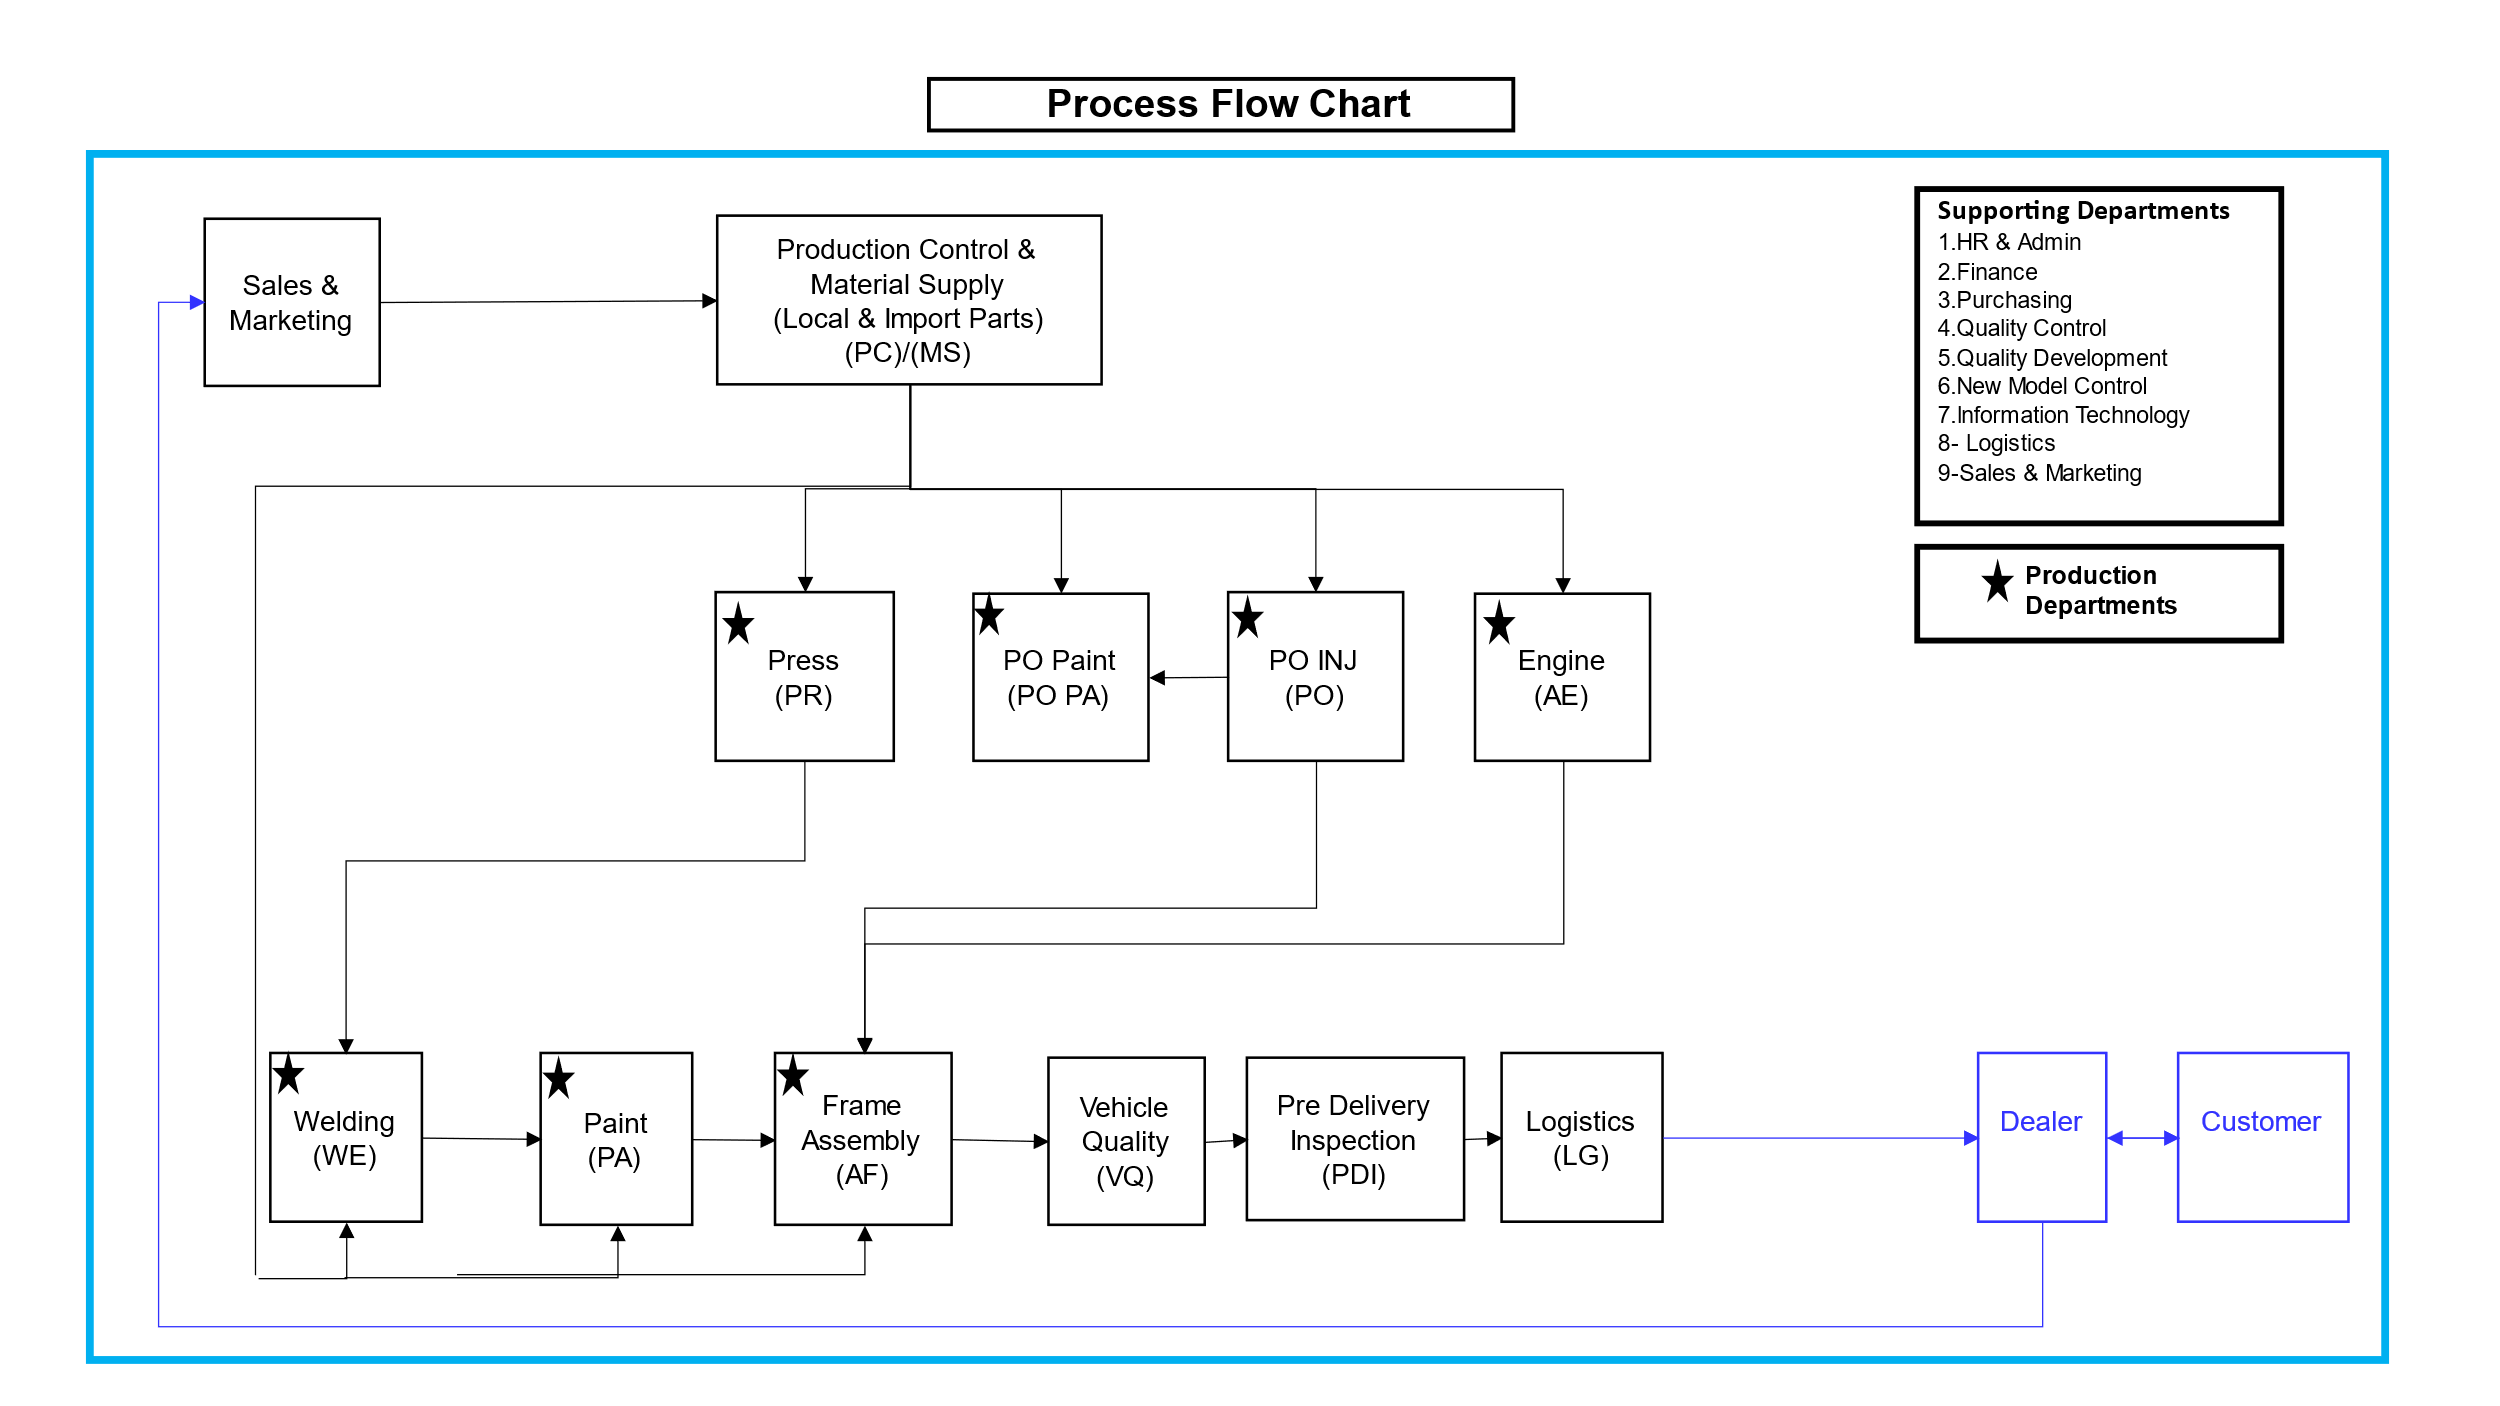 Process Flow Chart
Sales &
Marketing
Production Control &
Material Supply
(Local & Import Parts)
(PC)/(MS)
Supporting Departments
1.HR & Admin
2.Finance
3.Purchasing
4.Quality Control
5.Quality Development
6.New Model Control
7.Information Technology
8- Logistics
9-Sales & Marketing
Production
Departments
Press
(PR)
PO Paint
(PO PA)
PO INJ
(PO)
Engine
(AE)
Welding
(WE)
Paint
(PA)
Frame
Assembly
(AF)
Vehicle
Quality
(VQ)
Pre Delivery
Inspection
(PDI)
Logistics
(LG)
Dealer
Customer